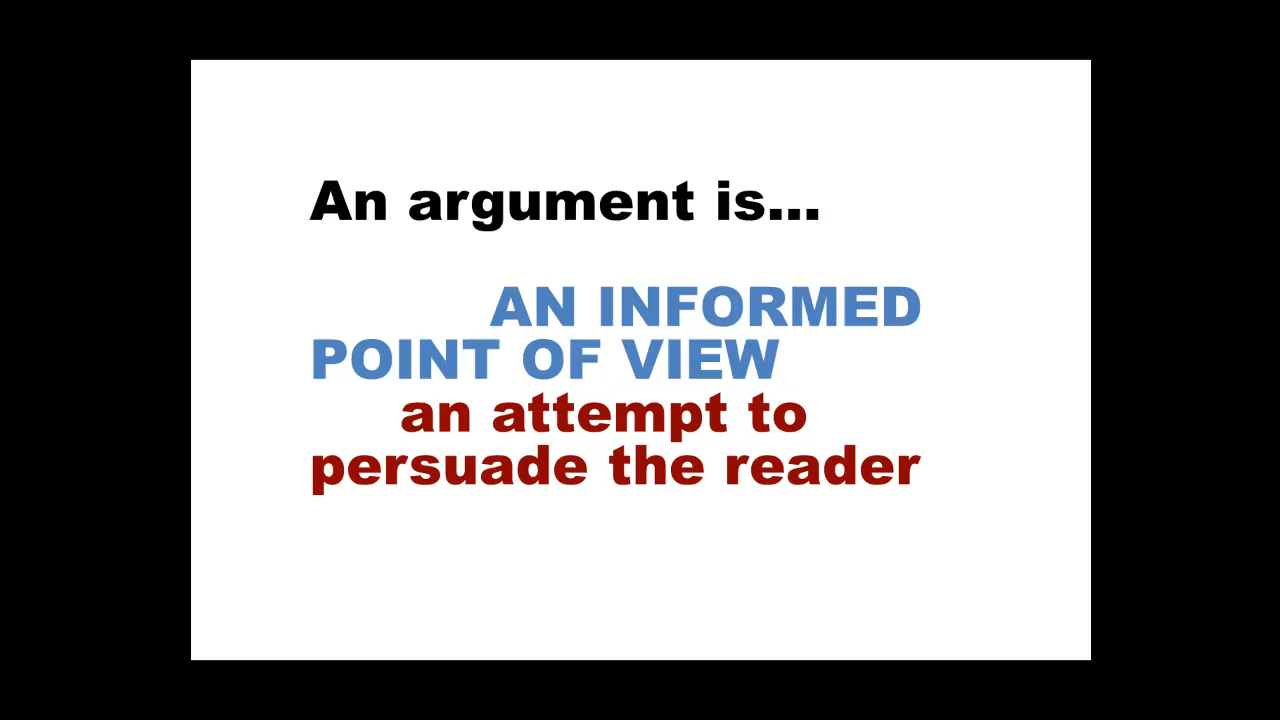 An argument is...
AN INFORMED
POINT OF VIEW
an attempt to
persuade the reader